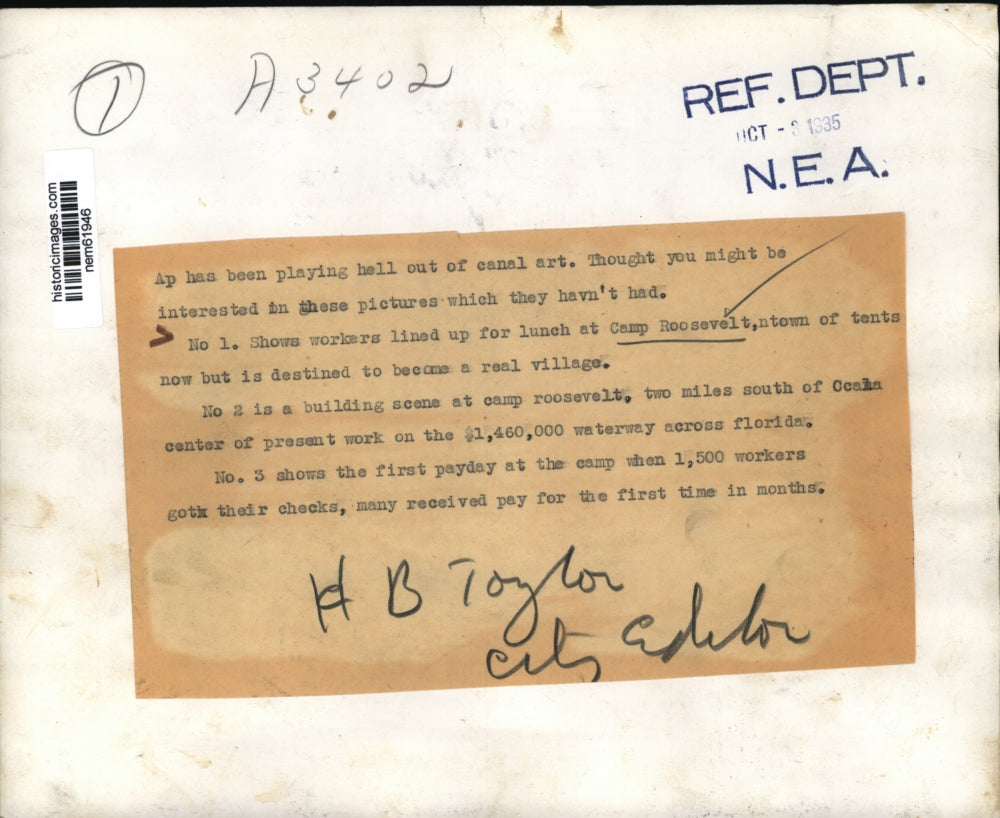 1
A3402
REF. DEPT.
OCT - 3 1935
N.E.A.
historicimages.com
nem61946
Ap has been playing hell out of canal art. Thought you might be
interested in these pictures which they havn't had.
No 1. Shows workers lined up for lunch at Camp Roosevelt,ntown of tents
now but is destined to become a real village.
No 2 is a building scene at camp roosevelt, two miles south of Ocala
center of present work on the $1,460,000 waterway across florida.
No. 3 shows the first payday at the camp when 1,500 workers
gotk their checks, many received pay for the first time in months.
H B Taylor
City Editor